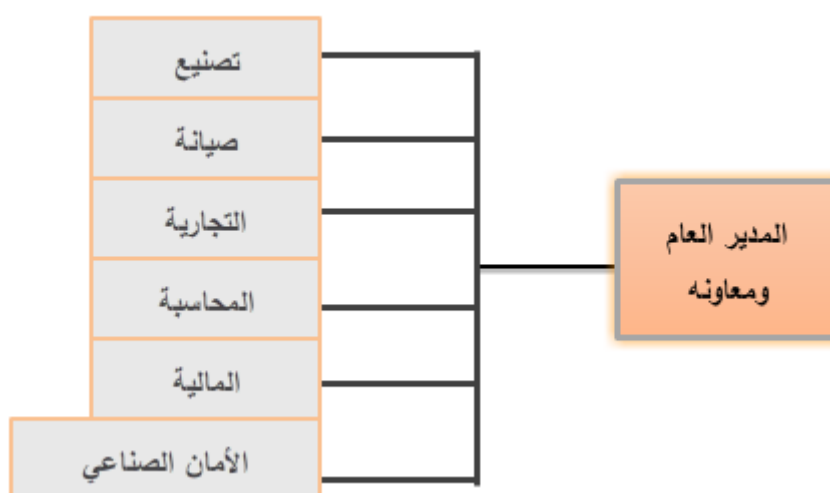 المدير العام
ومعاونه
تصنيع
صيانة
التجارية
المحاسبة
المالية
الأمان الصناعي